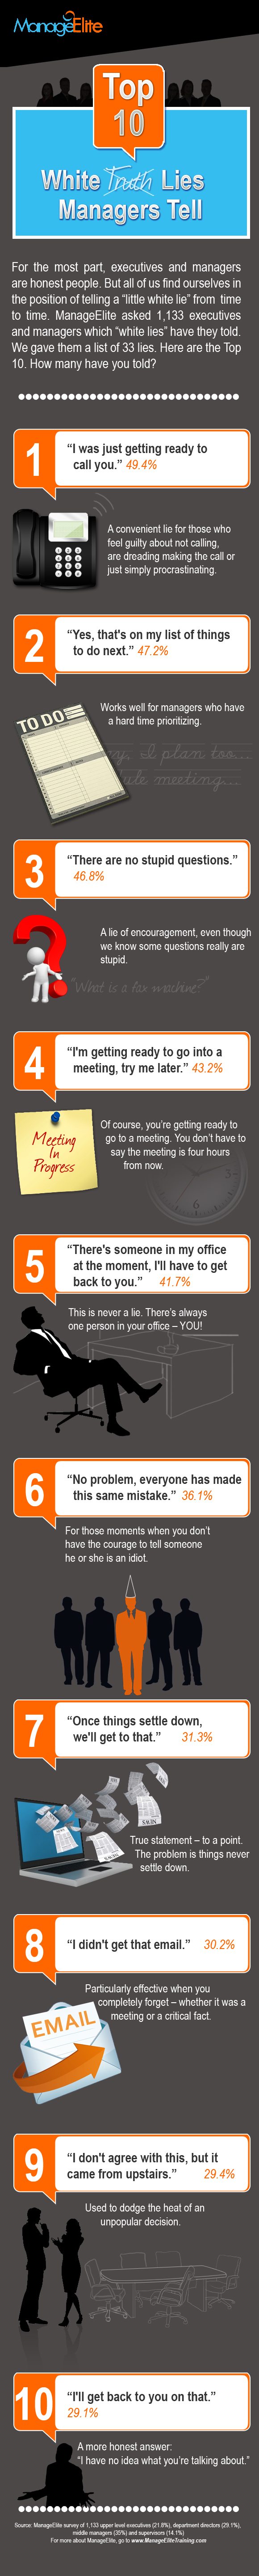 ManageElite
Top
10
White Truth Lies
Managers Tell
For the most part, executives and managers
are honest people. But all of us find ourselves in
the position of telling a “little white lie” from time
to time. ManageElite asked 1,133 executives
and managers which “white lies” have they told.
We gave them a list of 33 lies. Here are the Top
10. How many have you told?
1
“I was just getting ready to
call you.” 49.4%
A convenient lie for those who
feel guilty about not calling,
are dreading making the call or
just simply procrastinating.
2
“Yes, that's on my list of things
to do next.” 47.2%
Works well for managers who have
a hard time prioritizing.
TO DO
I plan too...
meeting...
3
“There are no stupid questions.”
46.8%
A lie of encouragement, even though
we know some questions really are
stupid.
“What is a fax machine?”
4
“I'm getting ready to go into a
meeting, try me later.” 43.2%
Of course, you’re getting ready to
go to a meeting. You don’t have to
say the meeting is four hours
from now.
Meeting
In
Progress
5
“There's someone in my office
at the moment, I'll have to get
back to you.” 41.7%
This is never a lie. There’s always
one person in your office – YOU!
6
“No problem, everyone has made
this same mistake.” 36.1%
For those moments when you don’t
have the courage to tell someone
he or she is an idiot.
7
“Once things settle down,
we'll get to that.” 31.3%
True statement – to a point.
The problem is things never
settle down.
8
“I didn't get that email.” 30.2%
Particularly effective when you
completely forget – whether it was a
meeting or a critical fact.
EMAIL
9
“I don't agree with this, but it
came from upstairs.” 29.4%
Used to dodge the heat of an
unpopular decision.
10
“I'll get back to you on that.”
29.1%
A more honest answer:
“I have no idea what you’re talking about.”
Source: ManageElite survey of 1,133 upper level executives (21.8%), department directors (29.1%),
middle managers (35%) and supervisors (14.1%)
For more about ManageElite, go to www.ManageEliteTraining.com